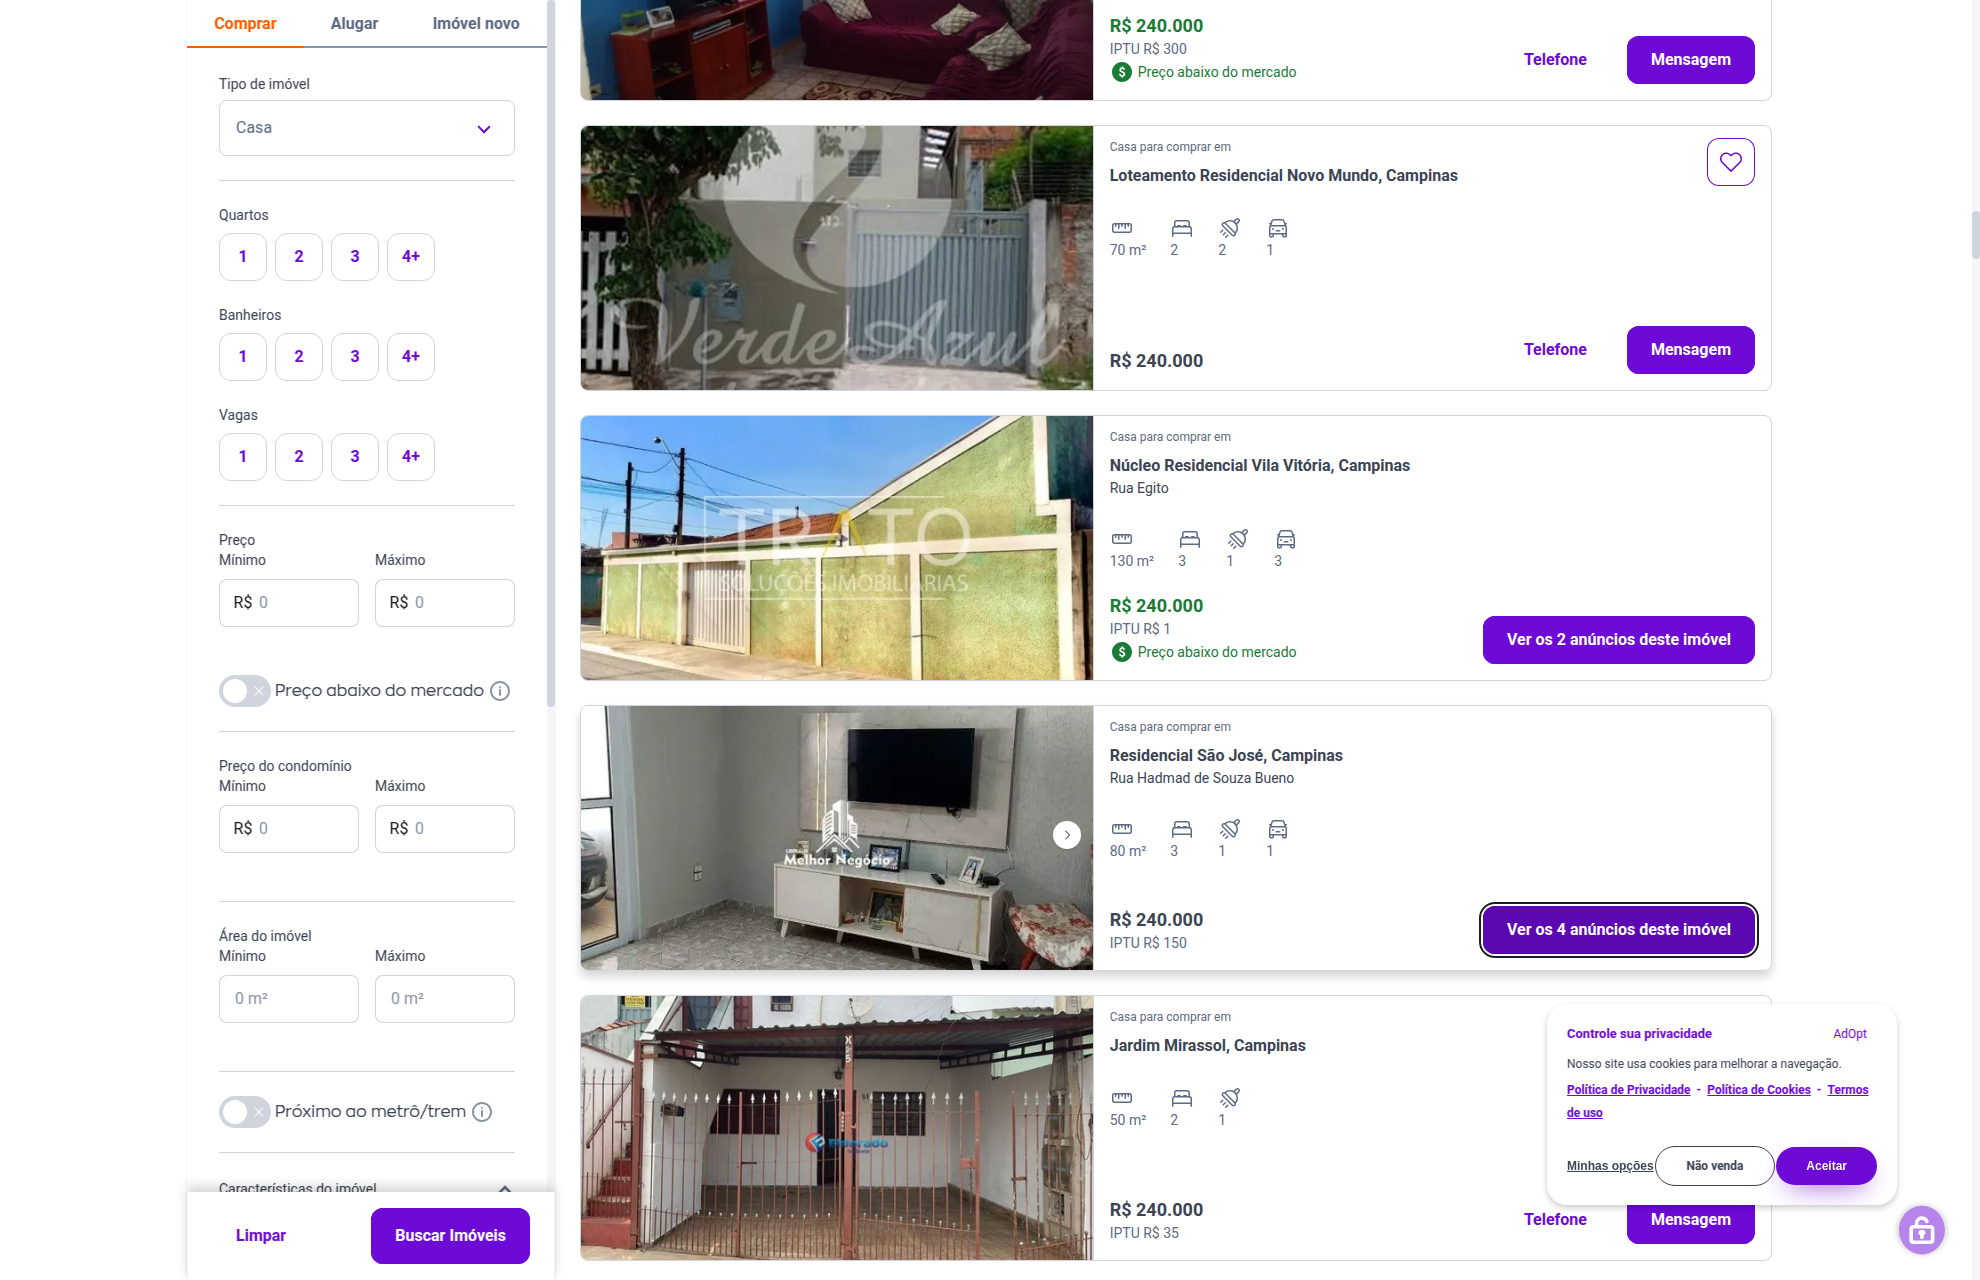 Comprar
Alugar
Imóvel novo
Tipo de imóvel
Casa
Quartos
1
2
3
4+
Banheiros
1
2
3
4+
Vagas
1
2
3
4+
Preço
Mínimo
Máximo
R$ 0
R$ 0
Preço abaixo do mercado
Preço do condomínio
Mínimo
Máximo
R$ 0
R$ 0
Área do imóvel
Mínimo
Máximo
0 m²
0 m²
Próximo ao metrô/trem
Características do imóvel
Limpar
Buscar Imóveis
R$ 240.000
IPTU R$ 300
Preço abaixo do mercado
Telefone
Mensagem
Verde Azul
Casa para comprar em
Loteamento Residencial Novo Mundo, Campinas
70 m²
2
2
1
R$ 240.000
Telefone
Mensagem
TRATO
SOLUÇÕES IMOBILIÁRIAS
Casa para comprar em
Núcleo Residencial Vila Vitória, Campinas
Rua Egito
130 m²
3
1
3
R$ 240.000
IPTU R$ 1
Preço abaixo do mercado
Ver os 2 anúncios deste imóvel
Melhor Negócio
Casa para comprar em
Residencial São José, Campinas
Rua Hadmad de Souza Bueno
80 m²
3
1
1
R$ 240.000
IPTU R$ 150
Ver os 4 anúncios deste imóvel
Eldorado
Casa para comprar em
Jardim Mirassol, Campinas
50 m²
2
1
R$ 240.000
IPTU R$ 35
Telefone
Mensagem
Controle sua privacidade
AdOpt
Nosso site usa cookies para melhorar a navegação.
Política de Privacidade - Política de Cookies - Termos
de uso
Minhas opções
Não venda
Aceitar